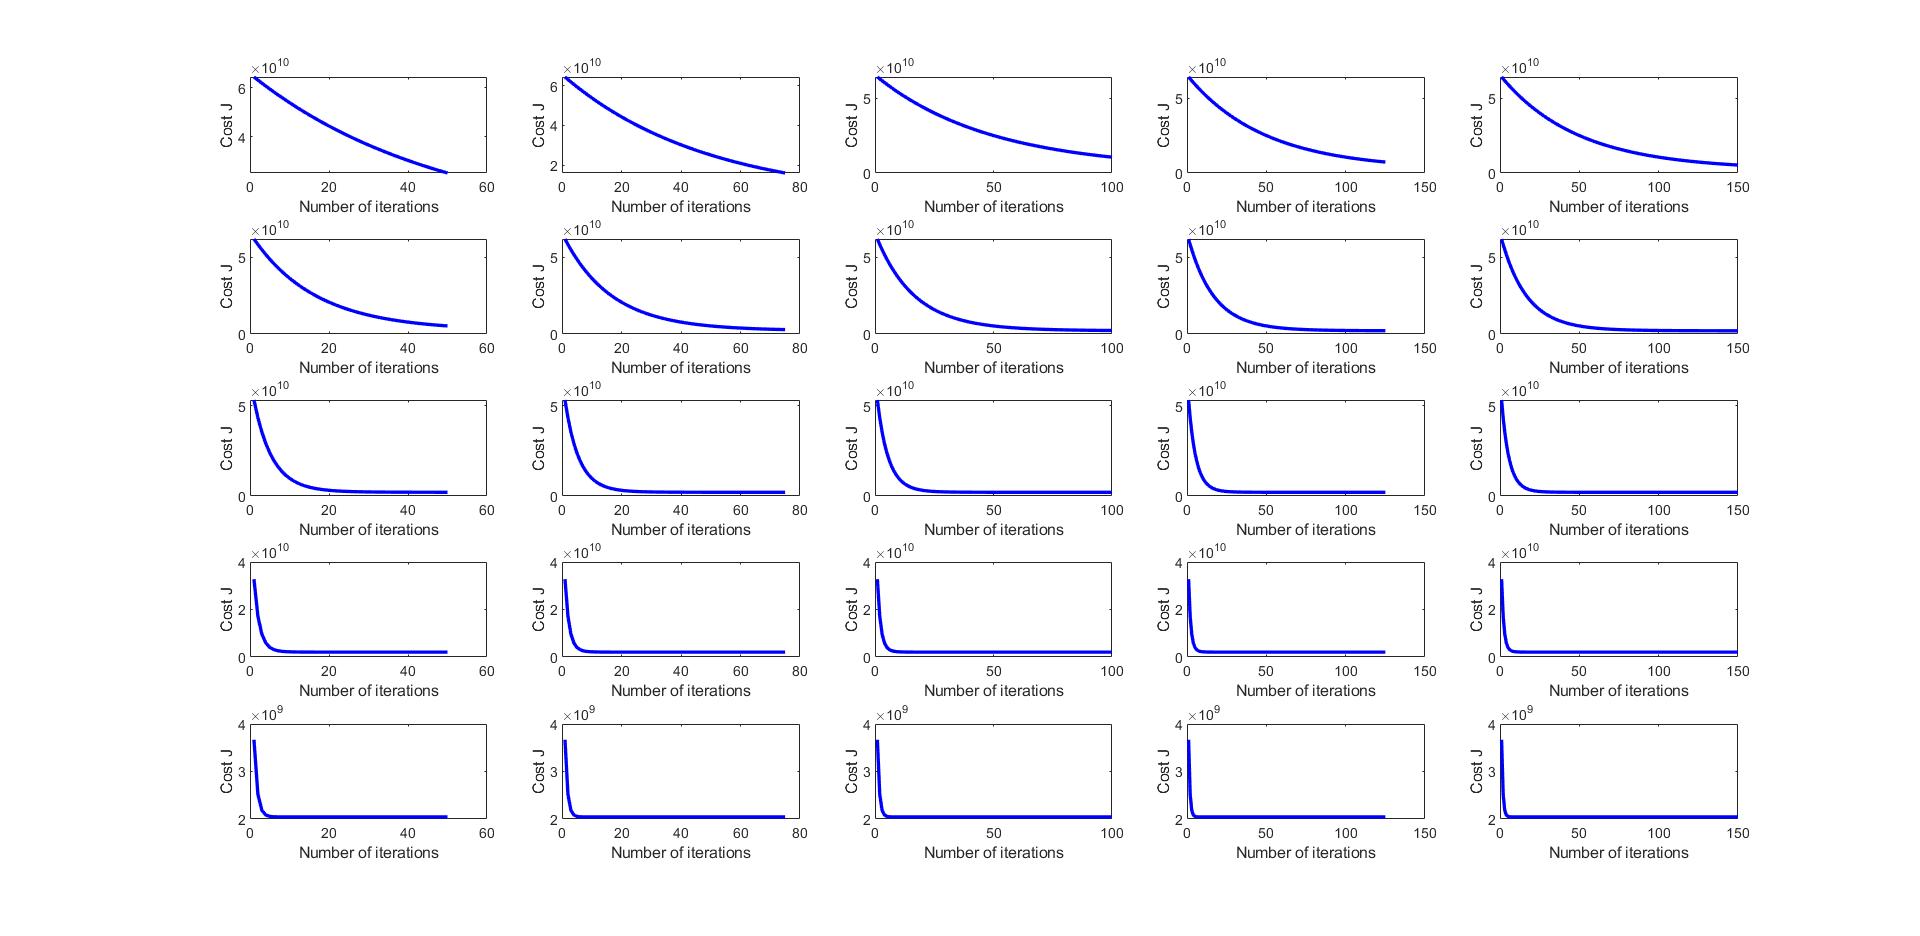 ×10^10 ×10^10 ×10^10 ×10^10 ×10^10
6 4 Cost J 6 4 2 Cost J 5 0 Cost J 5 0 Cost J 5 0 Cost J
0 20 40 60 0 20 40 60 80 0 50 100 0 50 100 150 0 50 100 150
Number of iterations Number of iterations Number of iterations Number of iterations Number of iterations
×10^10 ×10^10 ×10^10 ×10^10 ×10^10
5 0 Cost J 5 0 Cost J 5 0 Cost J 5 0 Cost J 5 0 Cost J
0 20 40 60 0 20 40 60 80 0 50 100 0 50 100 150 0 50 100 150
Number of iterations Number of iterations Number of iterations Number of iterations Number of iterations
×10^10 ×10^10 ×10^10 ×10^10 ×10^10
5 0 Cost J 5 0 Cost J 5 0 Cost J 5 0 Cost J 5 0 Cost J
0 20 40 60 0 20 40 60 80 0 50 100 0 50 100 150 0 50 100 150
Number of iterations Number of iterations Number of iterations Number of iterations Number of iterations
×10^10 ×10^10 ×10^10 ×10^10 ×10^10
4 2 0 Cost J 4 2 0 Cost J 4 2 0 Cost J 4 2 0 Cost J 4 2 0 Cost J
0 20 40 60 0 20 40 60 80 0 50 100 0 50 100 150 0 50 100 150
Number of iterations Number of iterations Number of iterations Number of iterations Number of iterations
×10^9 ×10^9 ×10^9 ×10^9 ×10^9
4 3 2 Cost J 4 3 2 Cost J 4 3 2 Cost J 4 3 2 Cost J 4 3 2 Cost J
0 20 40 60 0 20 40 60 80 0 50 100 0 50 100 150 0 50 100 150
Number of iterations Number of iterations Number of iterations Number of iterations Number of iterations